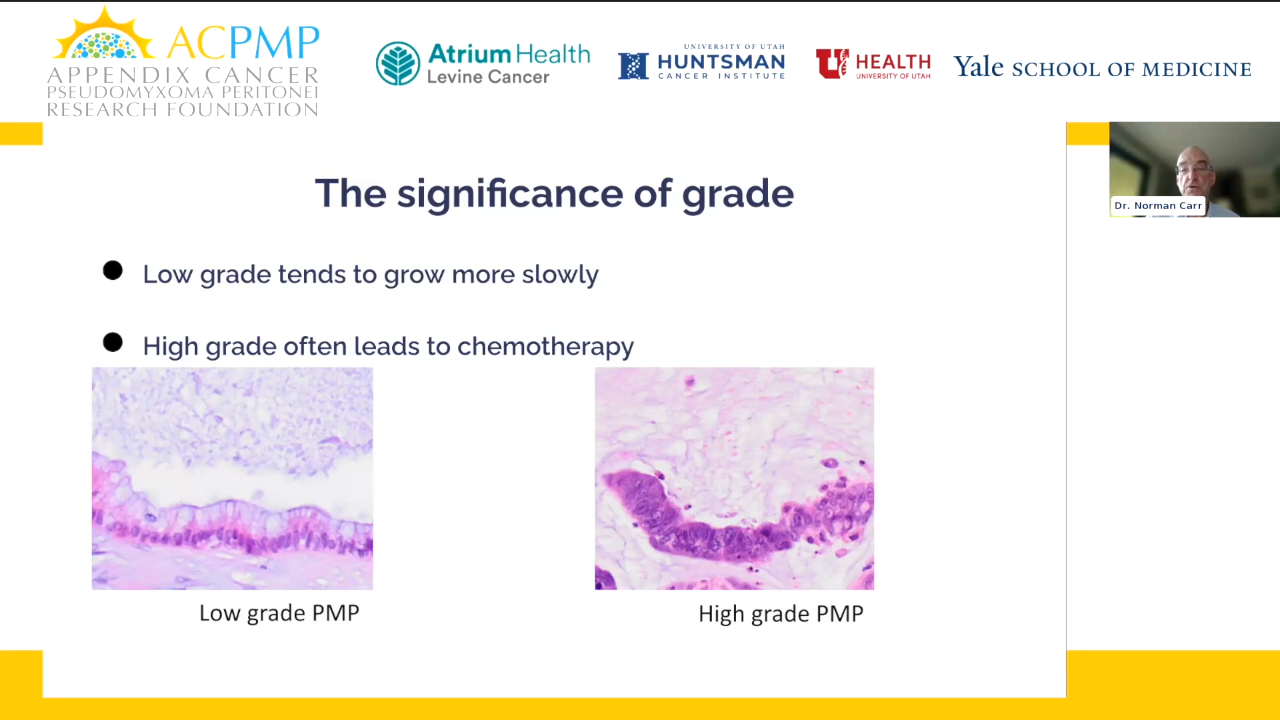 ACPMP
APPENDIX CANCER
PSEUDOMYXOMA PERITONEI
RESEARCH FOUNDATION
Atrium Health
Levine Cancer
UNIVERSITY OF UTAH
HUNTSMAN
CANCER INSTITUTE
U
HEALTH
UNIVERSITY OF UTAH
Yale SCHOOL OF MEDICINE
Dr. Norman Carr
The significance of grade
Low grade tends to grow more slowly
High grade often leads to chemotherapy
Low grade PMP
High grade PMP